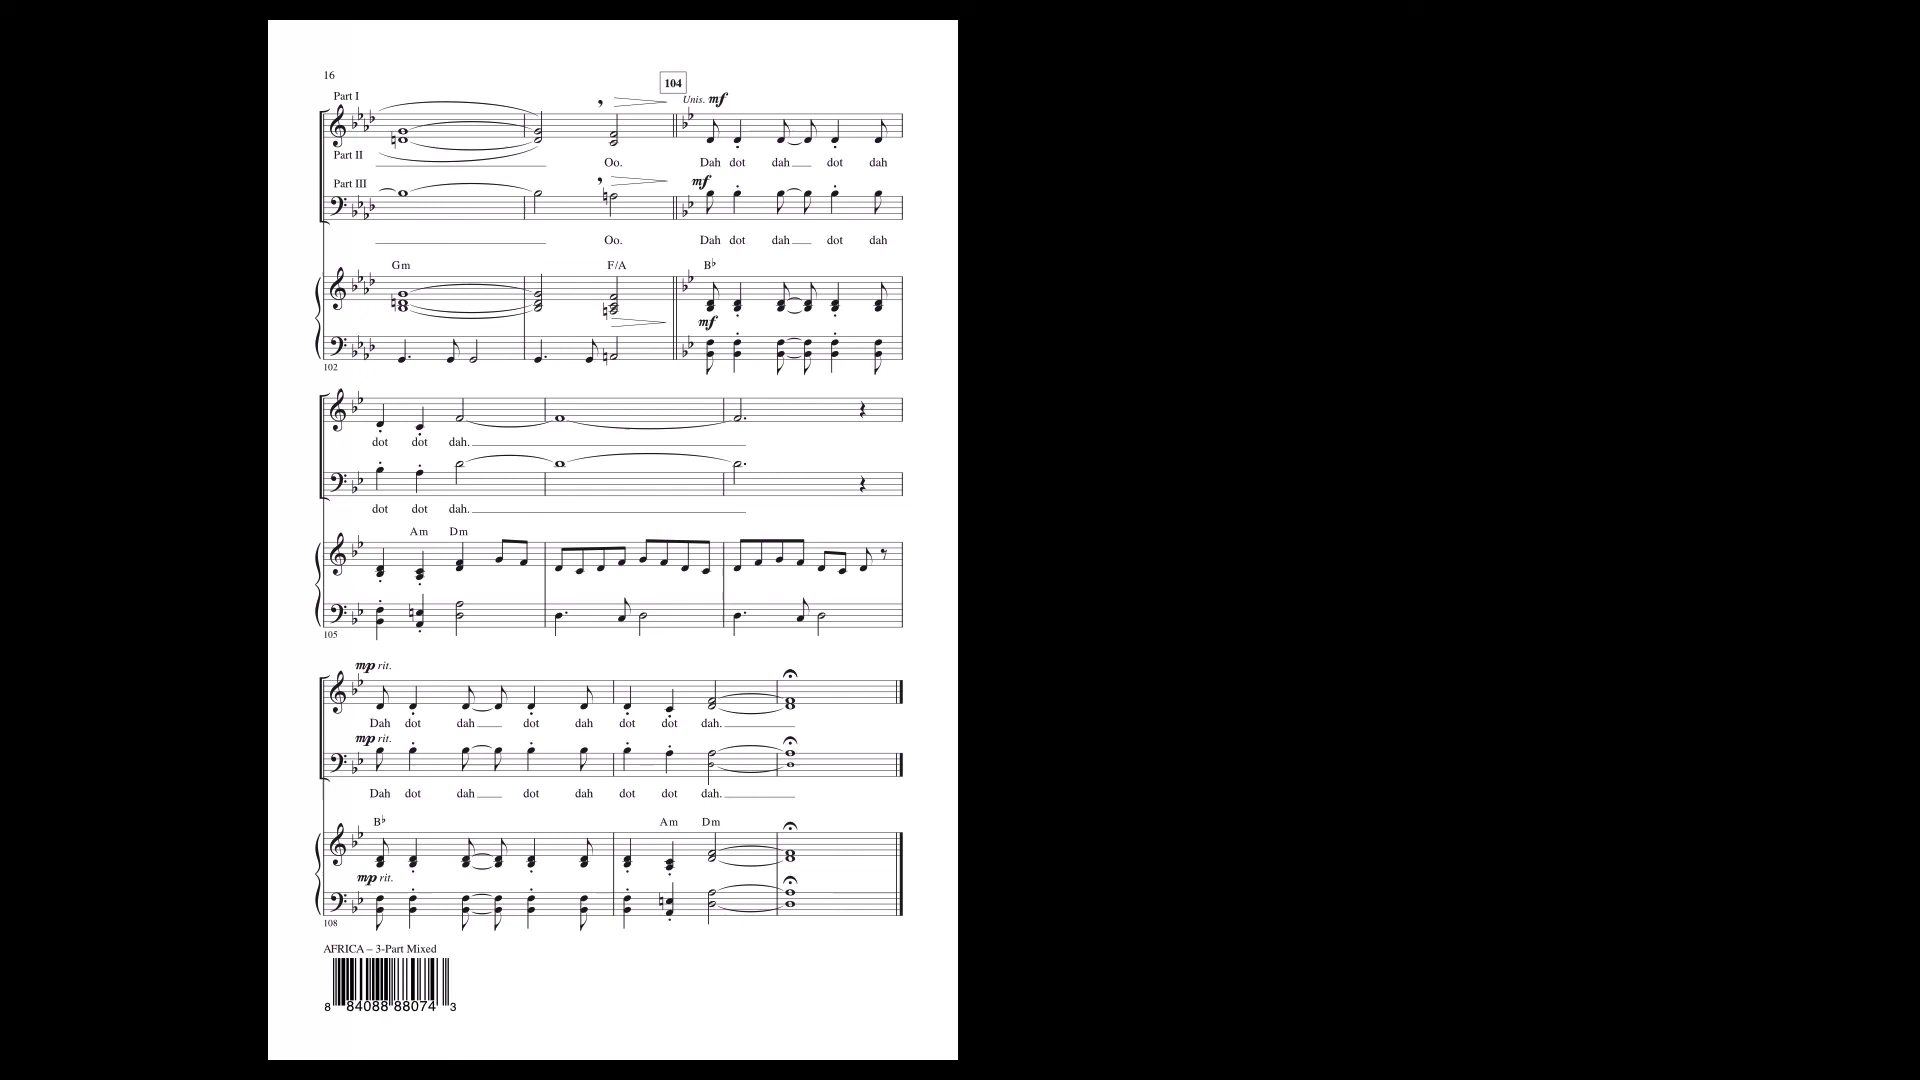 16
104
Part I
Unis. mf
Part II
Oo. Dah dot dah dot dah
Part III
mf
Oo. Dah dot dah dot dah
Gm F/A B♭
mf
102
dot dot dah.
dot dot dah.
Am Dm
105
mp rit.
Dah dot dah dot dah dot dot dah.
mp rit.
Dah dot dah dot dah dot dot dah.
B♭ Am Dm
mp rit.
108
AFRICA – 3-Part Mixed
8 84088 88074 3